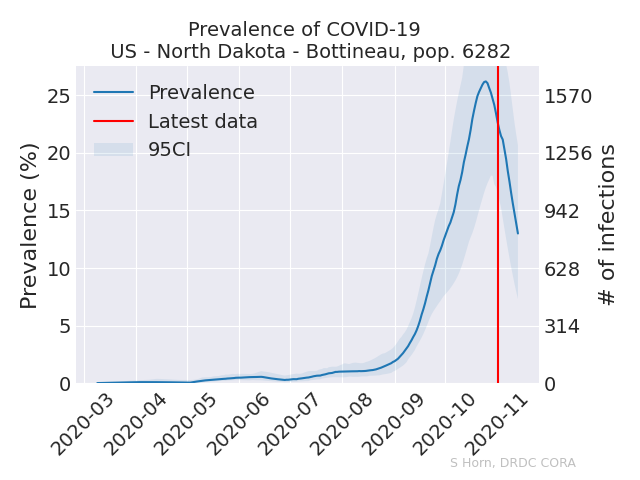 Prevalence of COVID-19
US - North Dakota - Bottineau, pop. 6282
Prevalence
Latest data
95CI
Prevalence (%)
25
20
15
10
5
0
1570
1256
942
628
314
0
# of infections
2020-03
2020-04
2020-05
2020-06
2020-07
2020-08
2020-09
2020-10
2020-11
S Horn, DRDC CORA